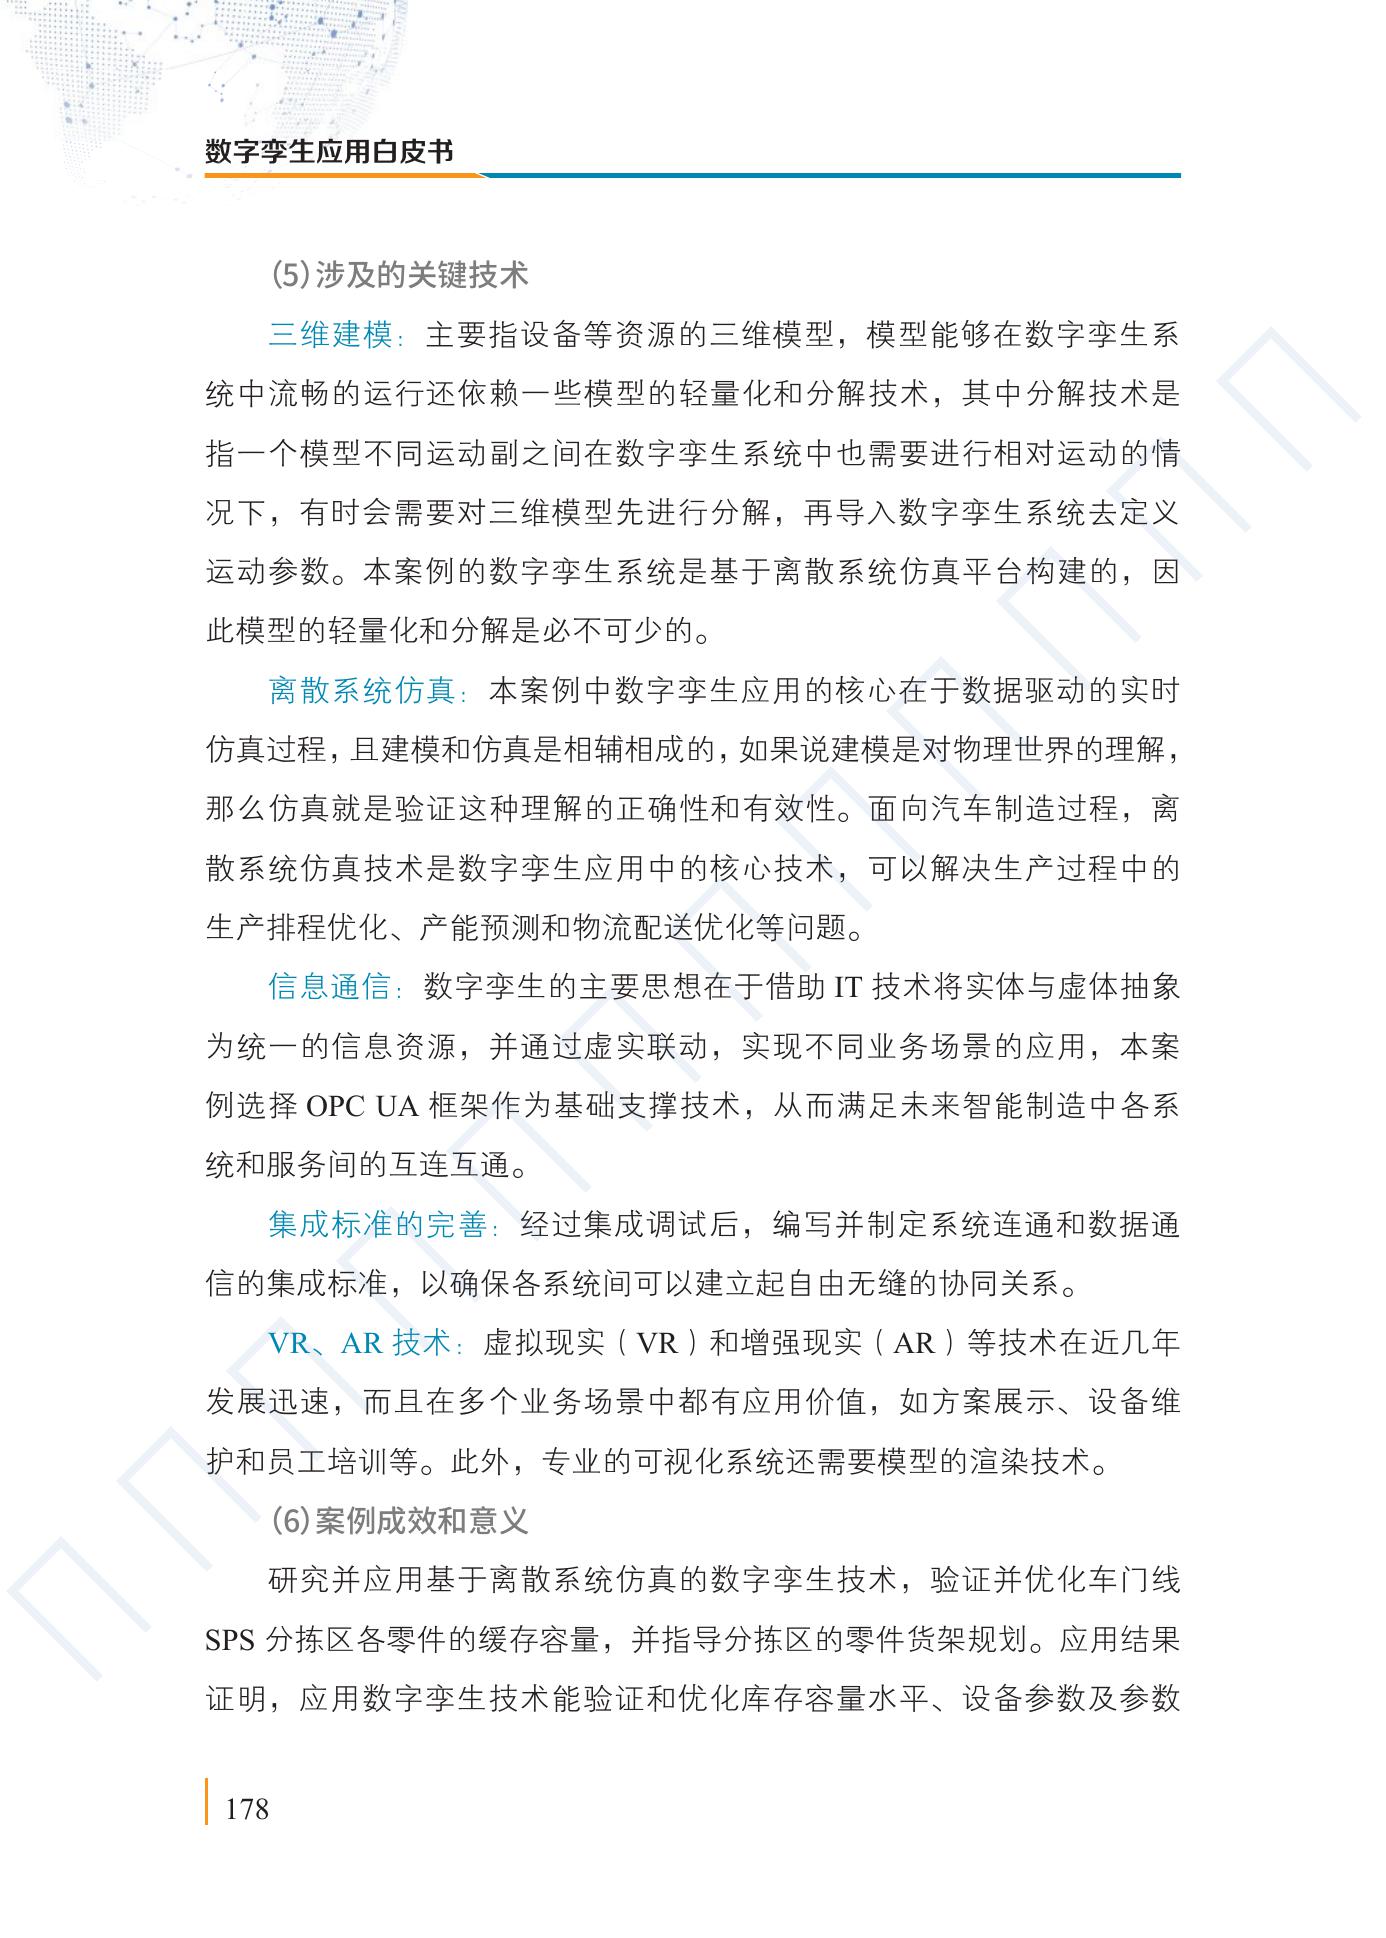 数字孪生应用白皮书
（5）涉及的关键技术
三维建模：主要指设备等资源的三维模型，模型能够在数字孪生系
统中流畅的运行还依赖一些模型的轻量化和分解技术，其中分解技术是
指一个模型不同运动副之间在数字孪生系统中也需要进行相对运动的情
况下，有时会需要对三维模型先进行分解，再导入数字孪生系统去定义
运动参数。本案例的数字孪生系统是基于离散系统仿真平台构建的，因
此模型的轻量化和分解是必不可少的。
离散系统仿真：本案例中数字孪生应用的核心在于数据驱动的实时
仿真过程，且建模和仿真是相辅相成的，如果说建模是对物理世界的理解，
那么仿真就是验证这种理解的正确性和有效性。面向汽车制造过程，离
散系统仿真技术是数字孪生应用中的核心技术，可以解决生产过程中的
生产排程优化、产能预测和物流配送优化等问题。
信息通信：数字孪生的主要思想在于借助 IT 技术将实体与虚体抽象
为统一的信息资源，并通过虚实联动，实现不同业务场景的应用，本案
例选择 OPC UA 框架作为基础支撑技术，从而满足未来智能制造中各系
统和服务间的互连互通。
集成标准的完善：经过集成调试后，编写并制定系统连通和数据通
信的集成标准，以确保各系统间可以建立起自由无缝的协同关系。
VR、AR 技术：虚拟现实（VR）和增强现实（AR）等技术在近几年
发展迅速，而且在多个业务场景中都有应用价值，如方案展示、设备维
护和员工培训等。此外，专业的可视化系统还需要模型的渲染技术。
（6）案例成效和意义
研究并应用基于离散系统仿真的数字孪生技术，验证并优化车门线
SPS 分拣区各零件的缓存容量，并指导分拣区的零件货架规划。应用结果
证明，应用数字孪生技术能验证和优化库存容量水平、设备参数及参数
178